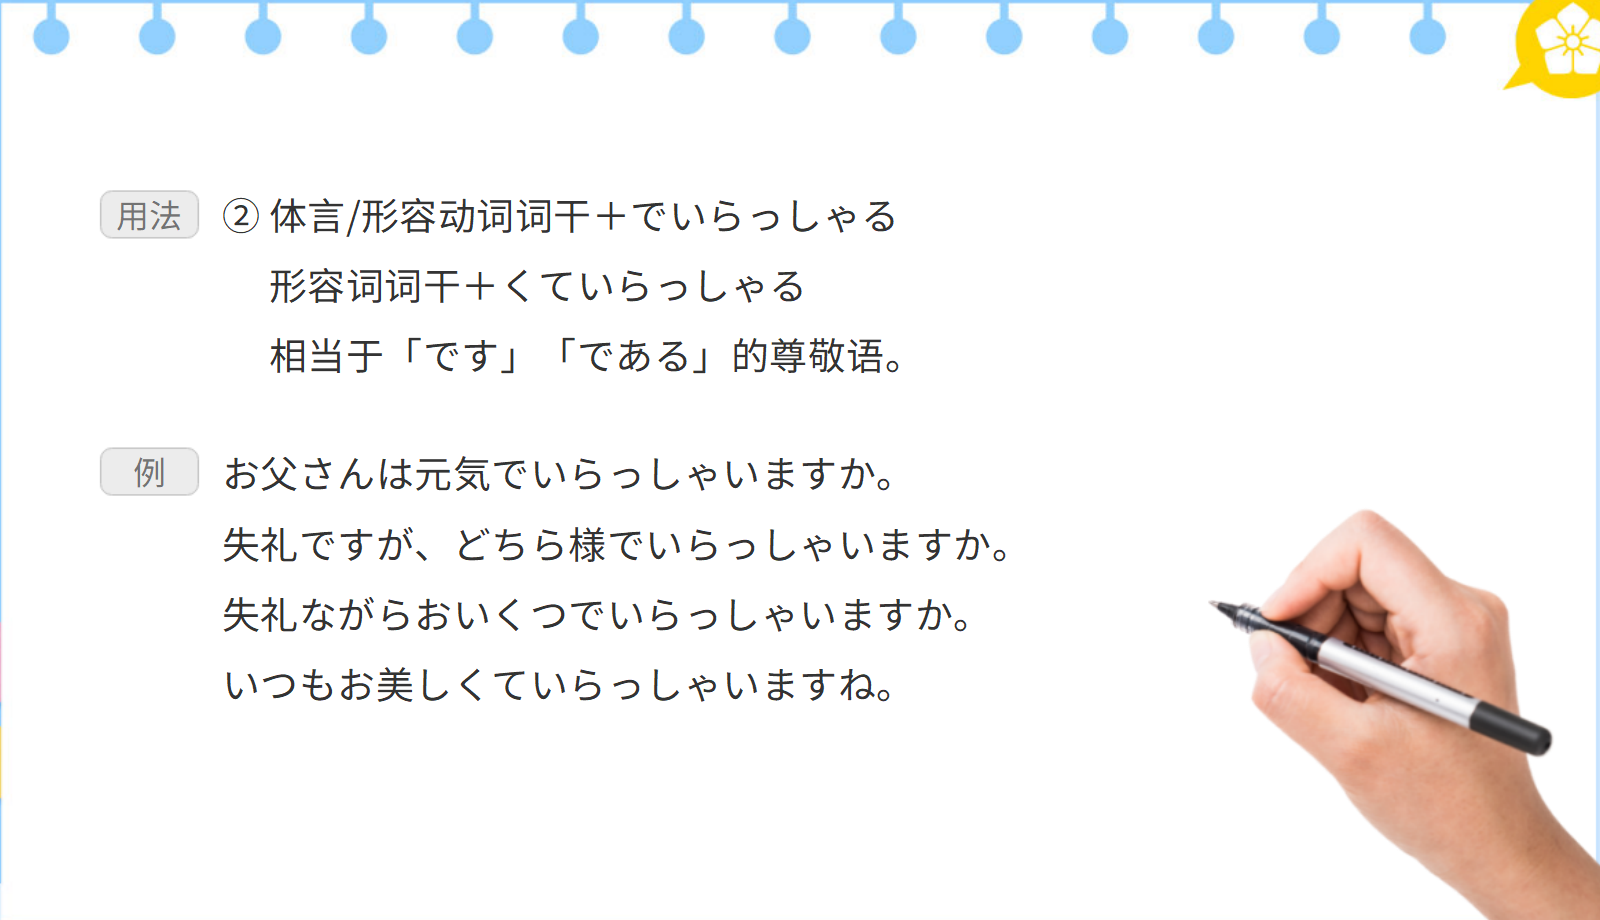 用法 ② 体言/形容动词词干＋でいらっしゃる
形容词词干＋くていらっしゃる
相当于「です」「である」的尊敬语。
例 お父さんは元気でいらっしゃいますか。
失礼ですが、どちら様でいらっしゃいますか。
失礼ながらおいくつでいらっしゃいますか。
いつもお美しくていらっしゃいますね。